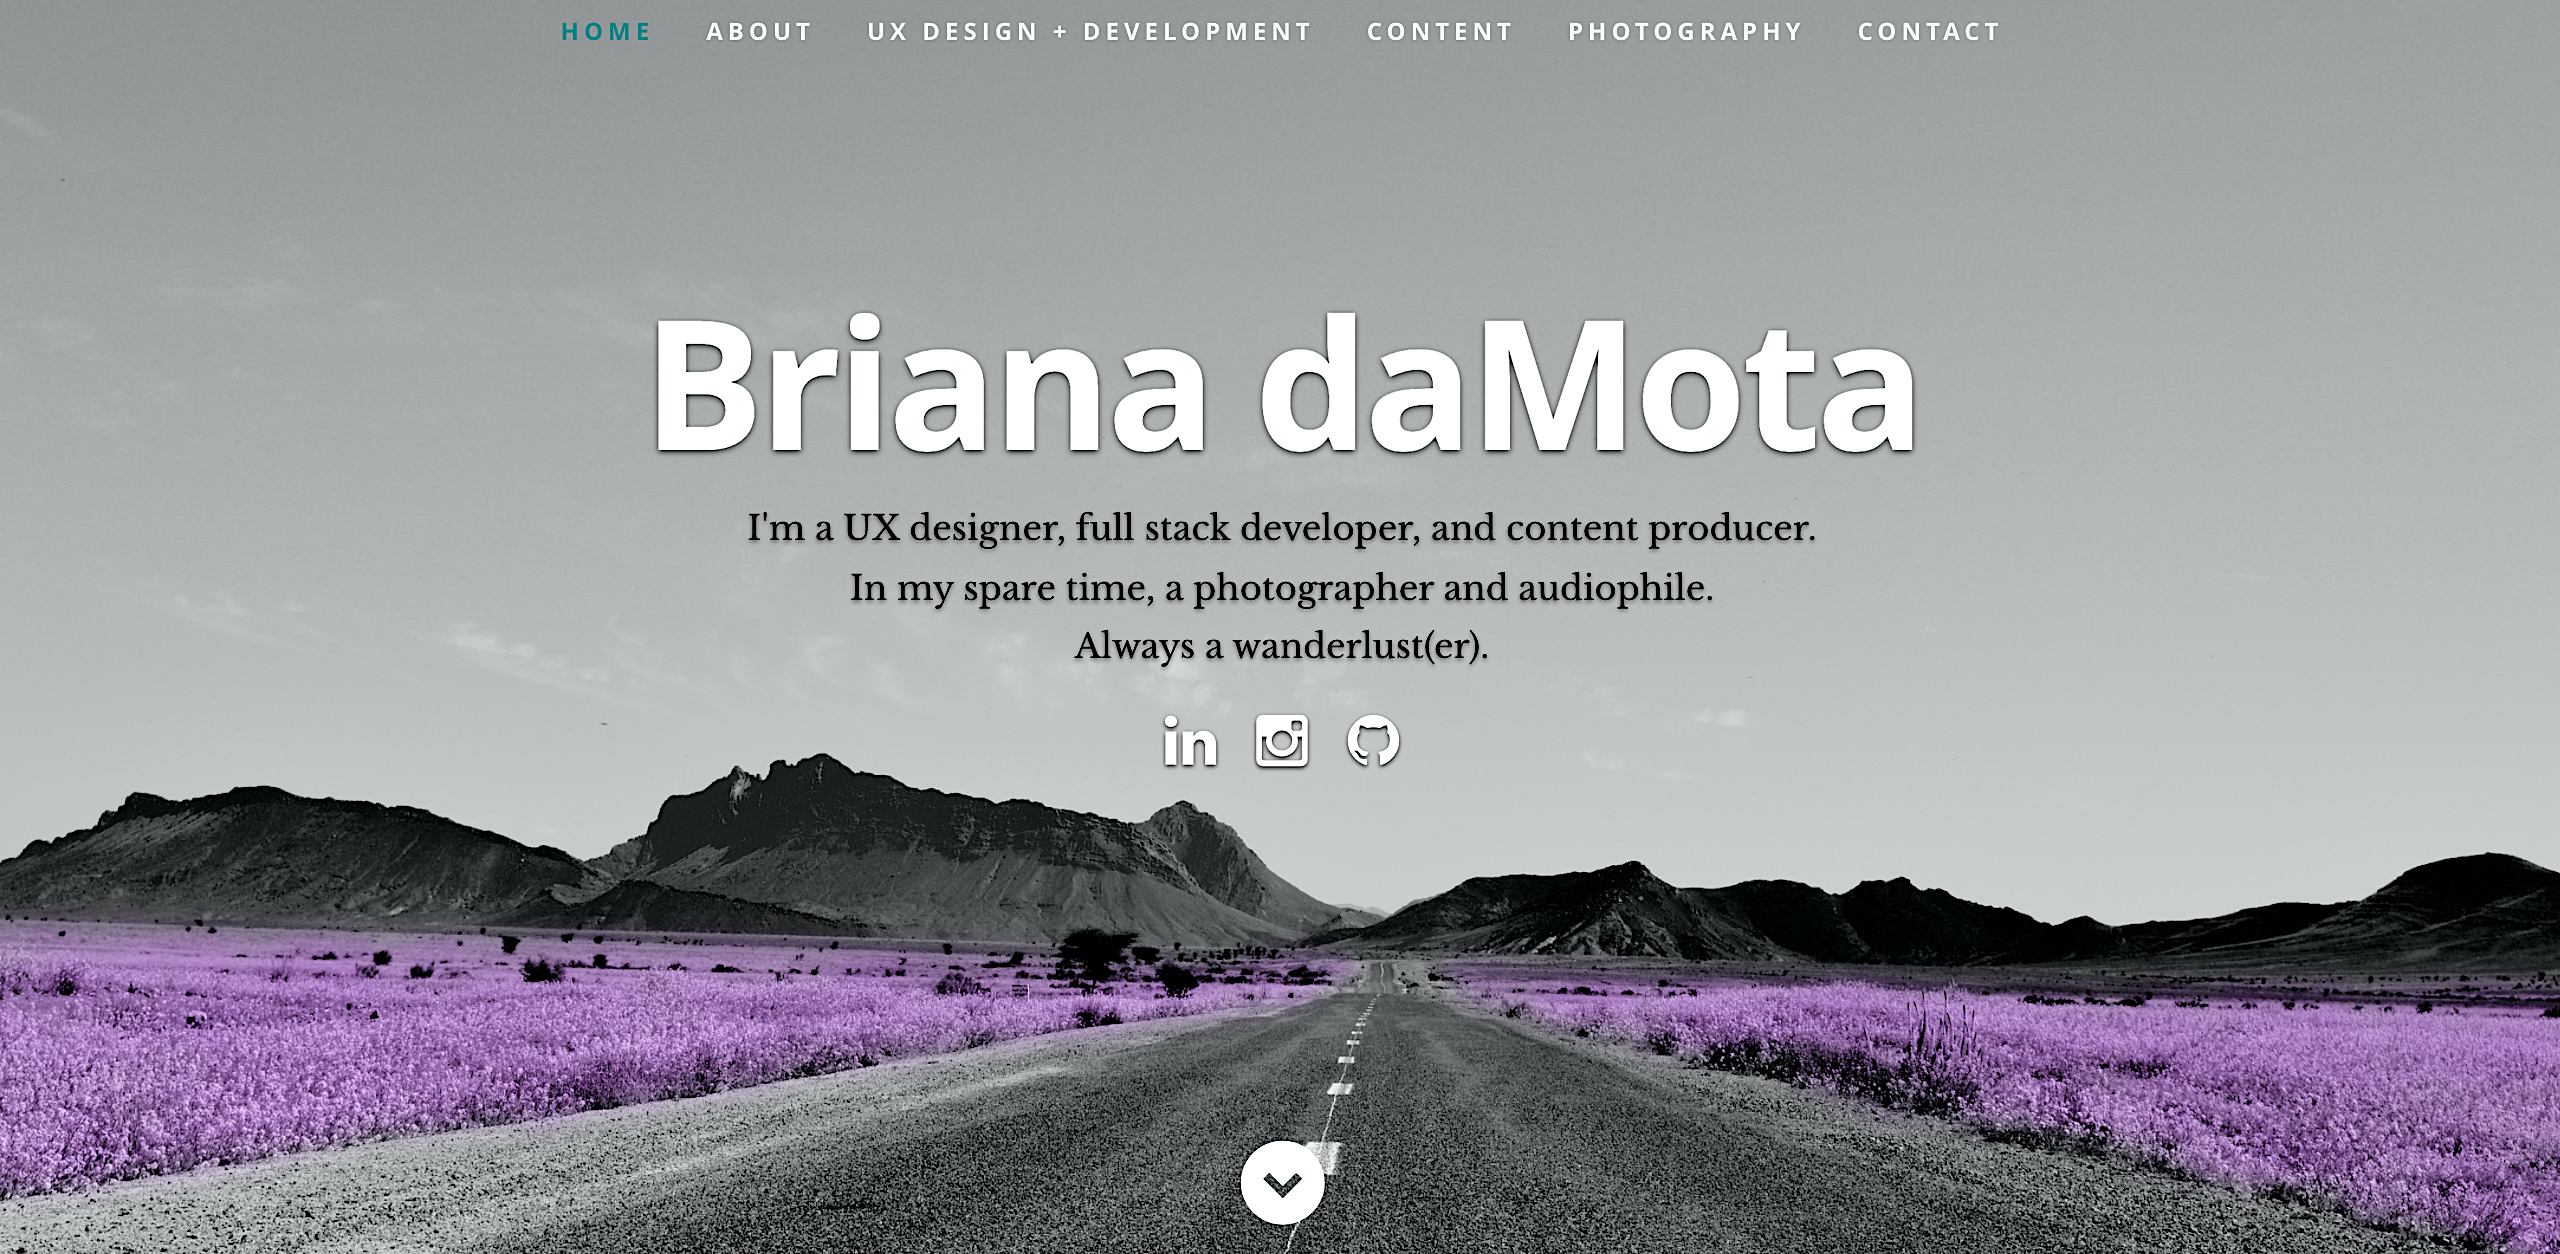 HOME ABOUT UX DESIGN + DEVELOPMENT CONTENT PHOTOGRAPHY CONTACT
Briana daMota
I'm a UX designer, full stack developer, and content producer.
In my spare time, a photographer and audiophile.
Always a wanderlust(er).
in